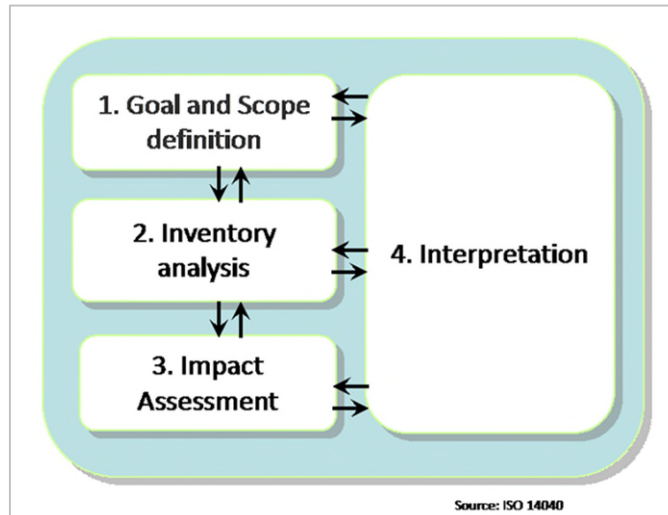 1. Goal and Scope
definition
2. Inventory
analysis
3. Impact
Assessment
4. Interpretation
Source: ISO 14040